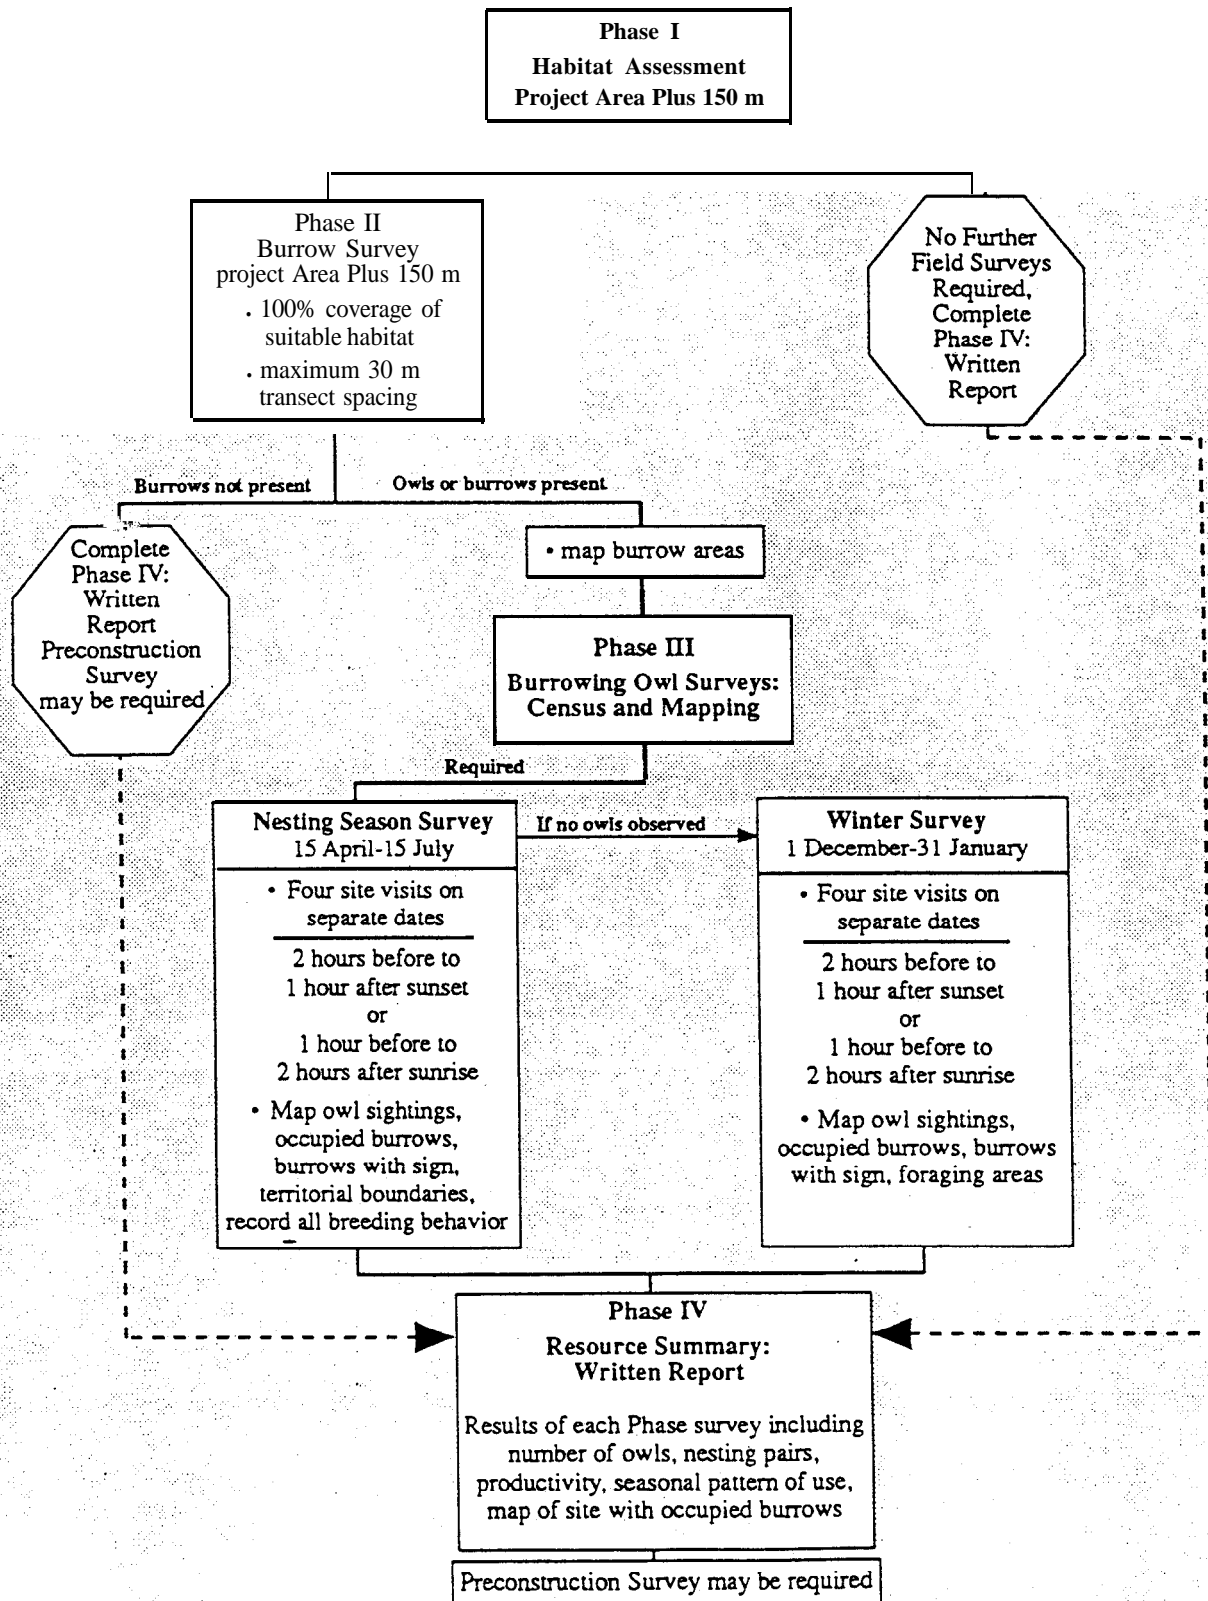 Phase I
Habitat Assessment
Project Area Plus 150 m
Phase II
Burrow Survey
project Area Plus 150 m
. 100% coverage of
suitable habitat
. maximum 30 m
transect spacing
No Further
Field Surveys
Required,
Complete
Phase IV:
Written
Report
Burrows not present
Owls or burrows present
Complete
Phase IV:
Written
Report
Preconstruction
Survey
may be required
• map burrow areas
Phase III
Burrowing Owl Surveys:
Census and Mapping
Required
Nesting Season Survey
15 April-15 July
• Four site visits on
separate dates
2 hours before to
1 hour after sunset
or
1 hour before to
2 hours after sunrise
• Map owl sightings,
occupied burrows,
burrows with sign,
territorial boundaries,
record all breeding behavior
If no owls observed
Winter Survey
1 December-31 January
• Four site visits on
separate dates
2 hours before to
1 hour after sunset
or
1 hour before to
2 hours after sunrise
• Map owl sightings,
occupied burrows, burrows
with sign, foraging areas
Phase IV
Resource Summary:
Written Report
Results of each Phase survey including
number of owls, nesting pairs,
productivity, seasonal pattern of use,
map of site with occupied burrows
Preconstruction Survey may be required